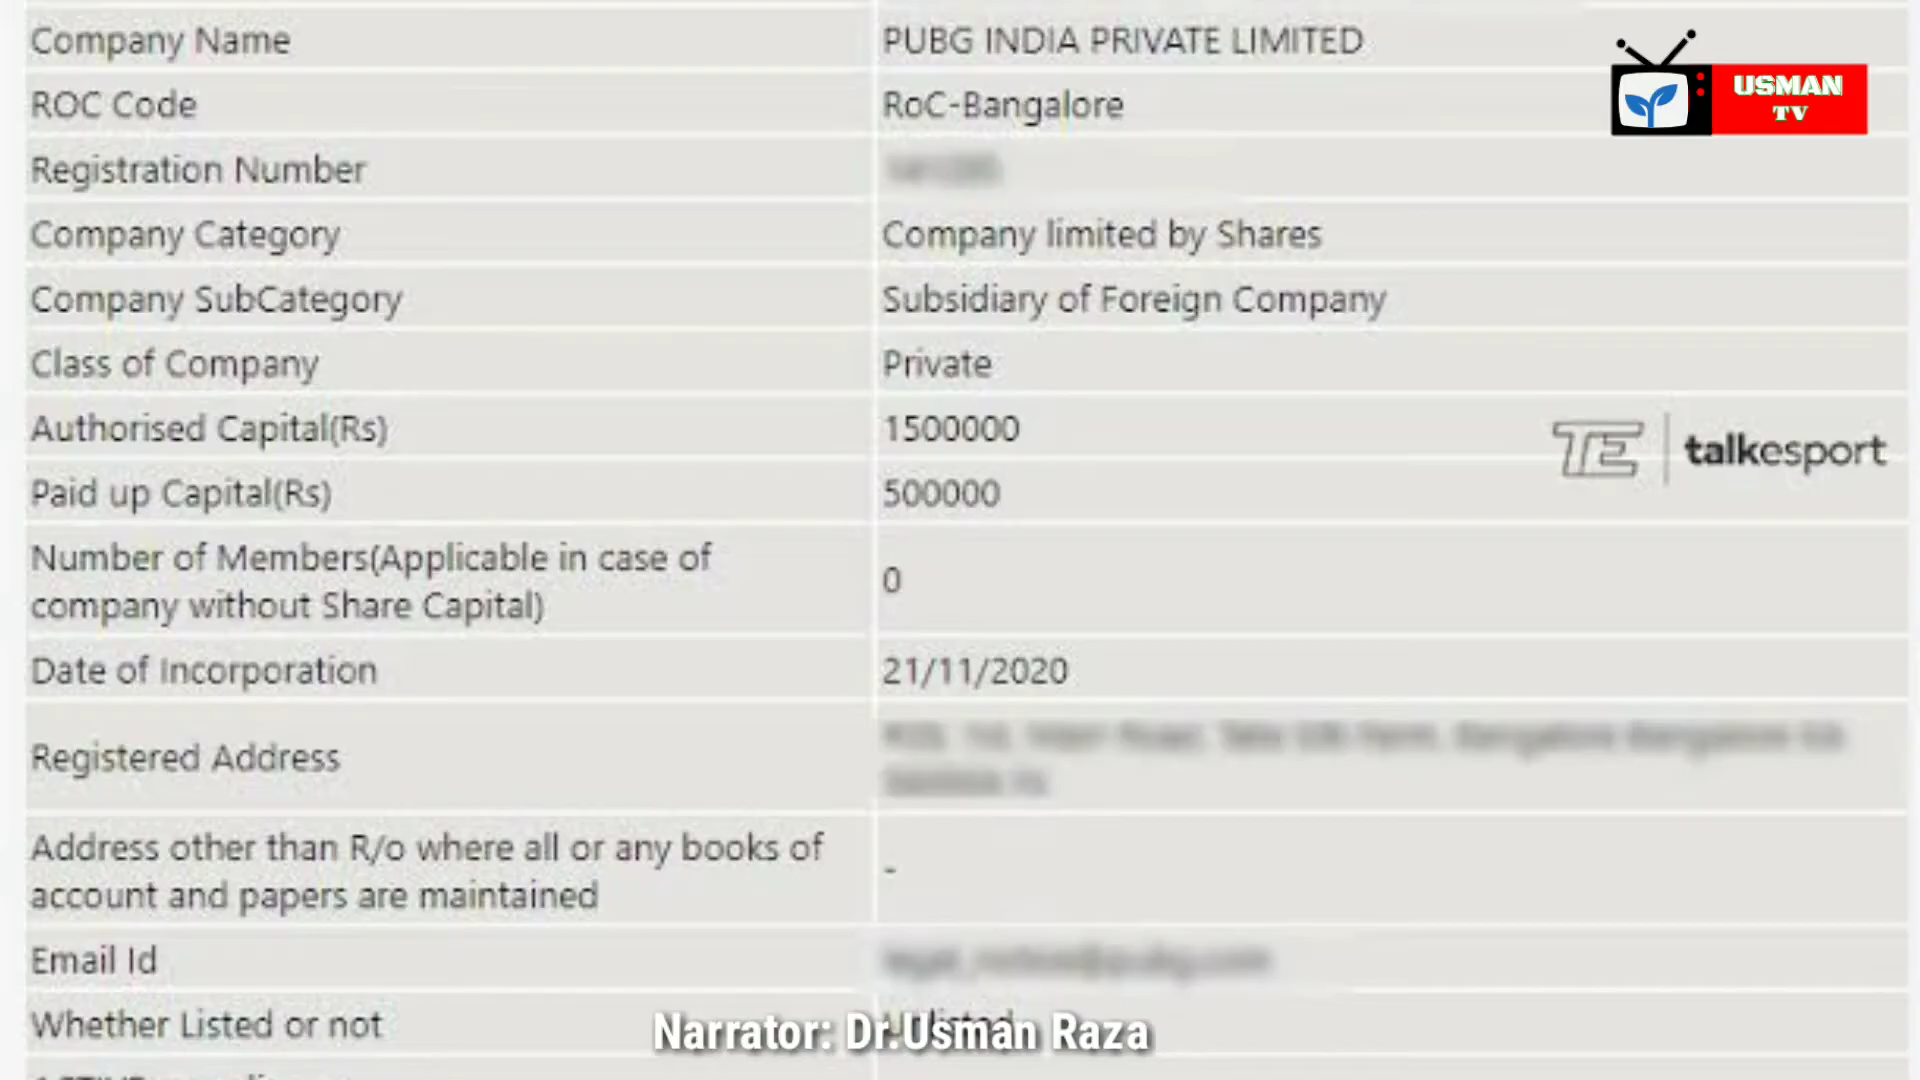 Company Name PUBG INDIA PRIVATE LIMITED
USMAN
TV
ROC Code RoC-Bangalore
Registration Number
Company Category Company limited by Shares
Company SubCategory Subsidiary of Foreign Company
Class of Company Private
Authorised Capital(Rs) 1500000
TE talkesport
Paid up Capital(Rs) 500000
Number of Members(Applicable in case of
company without Share Capital) 0
Date of Incorporation 21/11/2020
Registered Address
Address other than R/o where all or any books of
account and papers are maintained -
Email Id
Whether Listed or not Unlisted
Narrator: Dr.Usman Raza